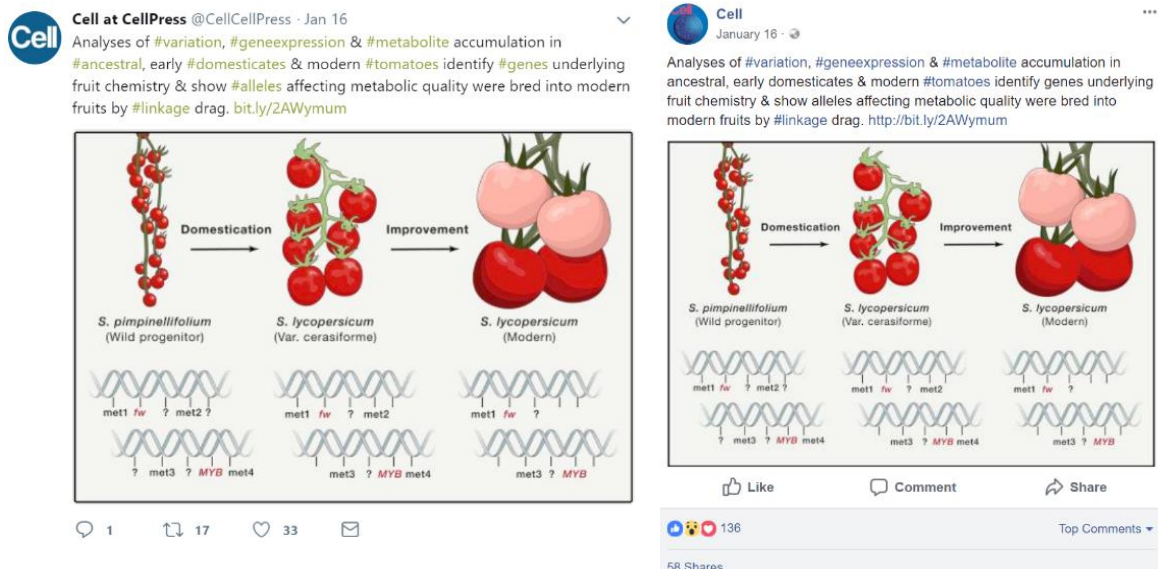 Cell
Cell at CellPress @CellCellPress · Jan 16
Analyses of #variation, #geneexpression & #metabolite accumulation in
#ancestral, early #domesticates & modern #tomatoes identify #genes underlying
fruit chemistry & show #alleles affecting metabolic quality were bred into modern
fruits by #linkage drag. bit.ly/2AWymum
Domestication
Improvement
S. pimpinellifolium
(Wild progenitor)
S. lycopersicum
(Var. cerasiforme)
S. lycopersicum
(Modern)
met1 fw ? met2 ?
met1 fw ? met2
met1 fw ?
? met3 ? MYB met4
met3 ? MYB met4
met3 ? MYB
1 17 33
Cell
Cell
January 16 ·
Analyses of #variation, #geneexpression & #metabolite accumulation in
ancestral, early domesticates & modern #tomatoes identify genes underlying
fruit chemistry & show alleles affecting metabolic quality were bred into
modern fruits by #linkage drag. http://bit.ly/2AWymum
Domestication
Improvement
S. pimpinellifolium
(Wild progenitor)
S. lycopersicum
(Var. cerasiforme)
S. lycopersicum
(Modern)
met1 fw ? met2 ?
met1 fw ? met2
met1 fw ?
? met3 ? MYB met4
met3 ? MYB met4
met3 ? MYB
Like Comment Share
136 Top Comments
58 Shares